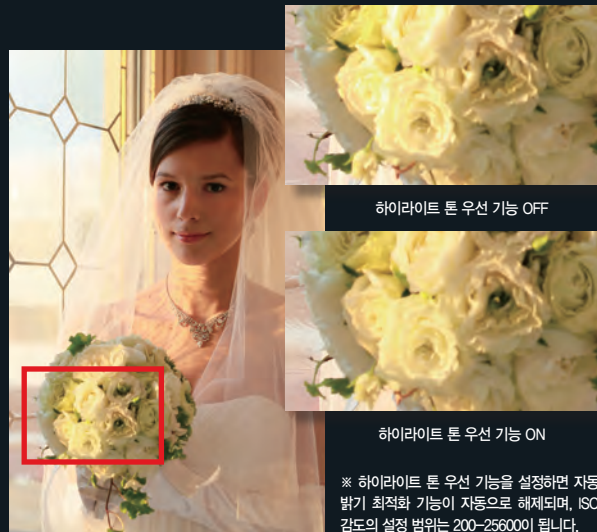 하이라이트 톤 우선 기능 OFF
하이라이트 톤 우선 기능 ON
※ 하이라이트 톤 우선 기능을 설정하면 자동
밝기 최적화 기능이 자동으로 해제되며, ISO
감도의 설정 범위는 200-25600이 됩니다.